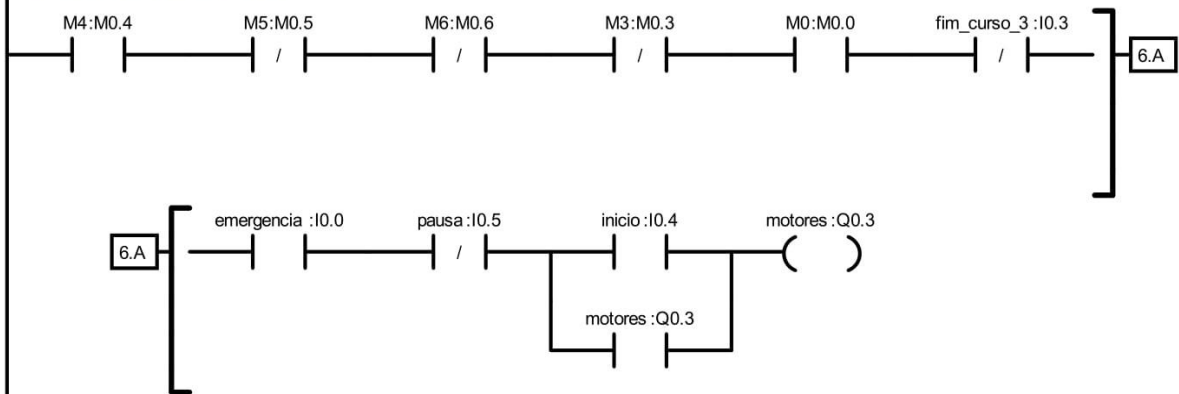 M4:M0.4 M5:M0.5 M6:M0.6 M3:M0.3 M0:M0.0 fim_curso_3 :I0.3
/ / / /
6.A
emergencia :I0.0 pausa :I0.5 inicio :I0.4 motores :Q0.3
6.A
/
motores :Q0.3